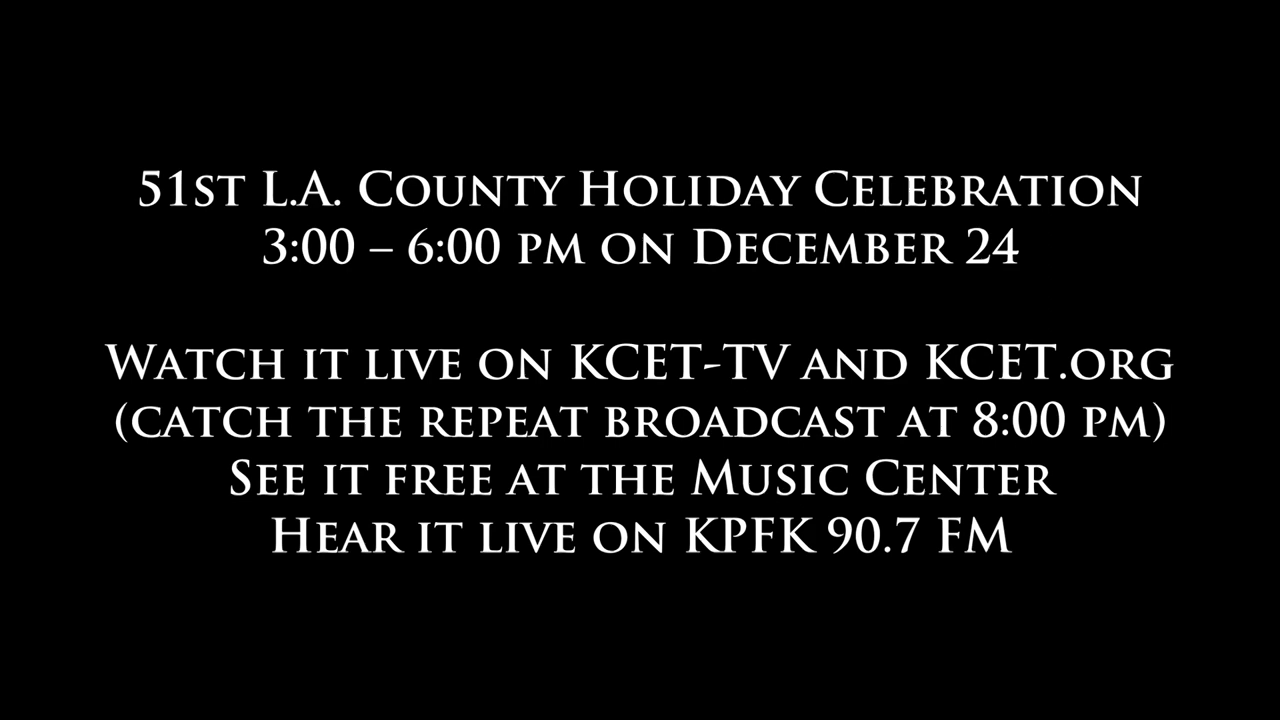 51st L.A. County Holiday Celebration
3:00 – 6:00 pm on December 24
Watch it live on KCET-TV and KCET.org
(catch the repeat broadcast at 8:00 pm)
See it free at the Music Center
Hear it live on KPFK 90.7 FM